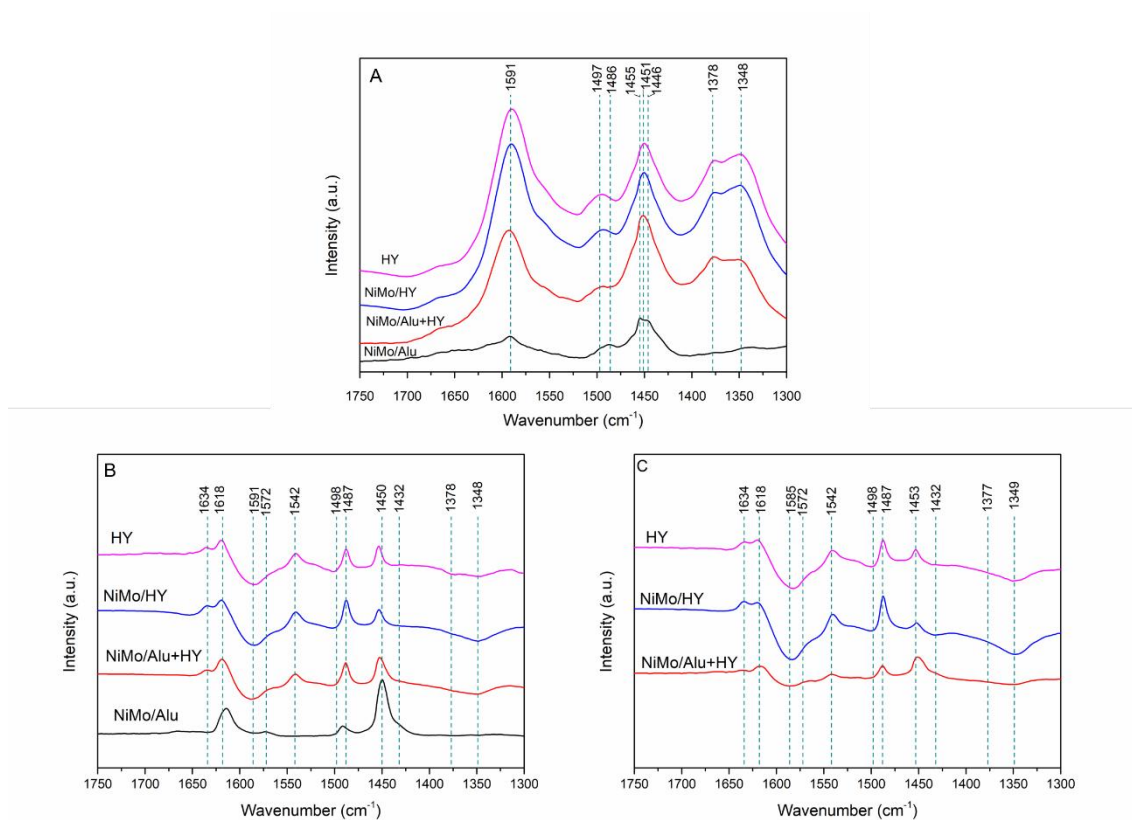 A
1591
1497
1486
1455
1451
1446
1378
1348
HY
NiMo/HY
NiMo/Alu+HY
NiMo/Alu
Intensity (a.u.)
1750 1700 1650 1600 1550 1500 1450 1400 1350 1300
Wavenumber (cm⁻¹)
B
1634
1618
1591
1572
1542
1498
1487
1450
1432
1378
1348
HY
NiMo/HY
NiMo/Alu+HY
NiMo/Alu
Intensity (a.u.)
1750 1700 1650 1600 1550 1500 1450 1400 1350 1300
Wavenumber (cm⁻¹)
C
1634
1618
1585
1572
1542
1498
1487
1453
1432
1377
1349
HY
NiMo/HY
NiMo/Alu+HY
Intensity (a.u.)
1750 1700 1650 1600 1550 1500 1450 1400 1350 1300
Wavenumber (cm⁻¹)